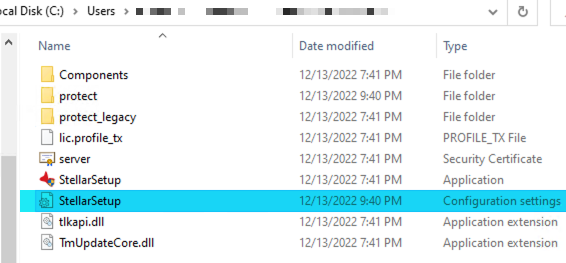 ocal Disk (C:) > Users >
Name Date modified Type
Components 12/13/2022 7:41 PM File folder
protect 12/13/2022 9:40 PM File folder
protect_legacy 12/13/2022 7:41 PM File folder
lic.profile_tx 12/13/2022 7:41 PM PROFILE_TX File
server 12/13/2022 7:41 PM Security Certificate
StellarSetup 12/13/2022 7:41 PM Application
StellarSetup 12/13/2022 9:40 PM Configuration settings
tlkapi.dll 12/13/2022 7:41 PM Application extension
TmUpdateCore.dll 12/13/2022 7:41 PM Application extension